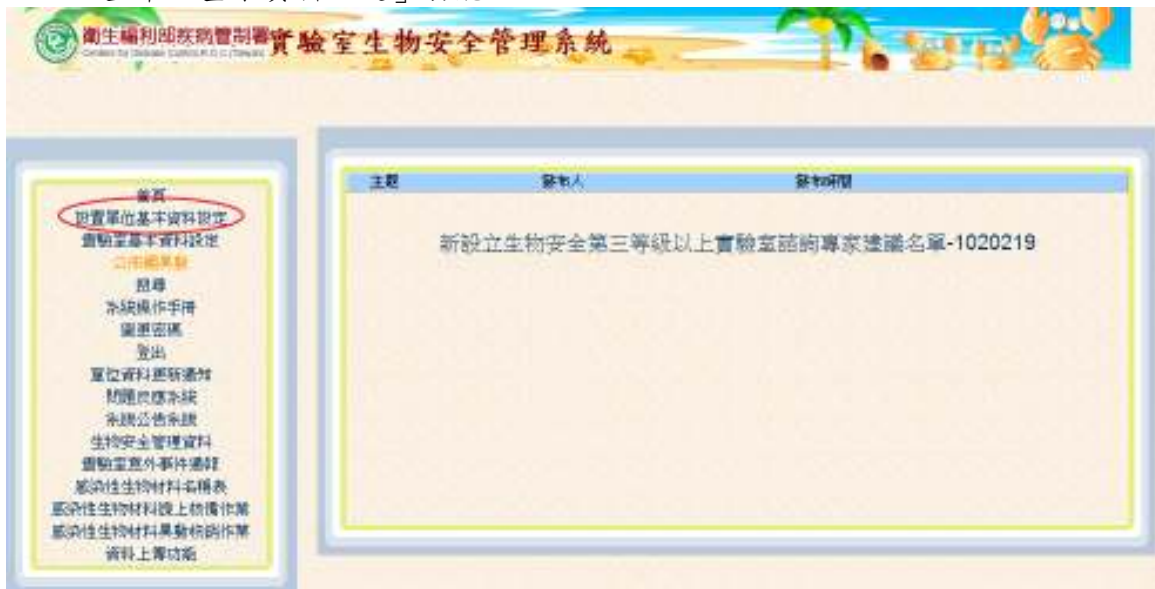 衛生福利部疾病管制署實驗室生物安全管理系統
主題 發布人 發布時間
新設立生物安全第三等級以上實驗室諮詢專家建議名單-1020219
首頁
設置單位基本資料設定
實驗室基本資料設定
搜尋
系統操作手冊
變更密碼
登出
單位資料更新通知
問題反應系統
系統公告系統
生物安全管理資料
實驗室意外事件通報
感染性生物材料名稱表
感染性生物材料線上核備作業
感染性生物材料異動核銷作業
資料上傳功能